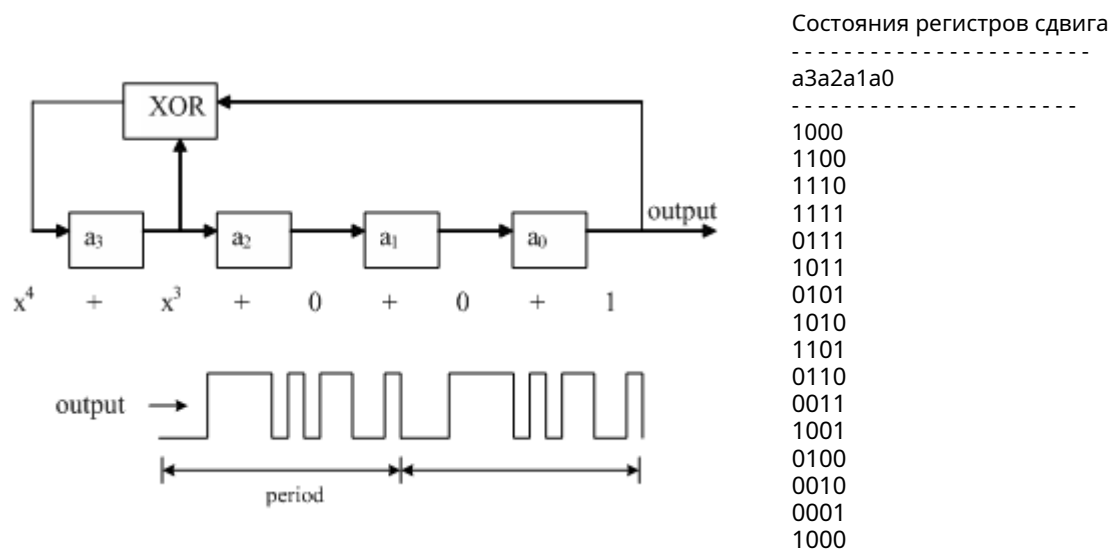 XOR
a₃ a₂ a₁ a₀ output
x⁴ + x³ + 0 + 0 + 1
output
period
Состояния регистров сдвига
- - - - - - - - - - - - - - - - - - - - - - -
a3a2a1a0
- - - - - - - - - - - - - - - - - - - - - -
1000
1100
1110
1111
0111
1011
0101
1010
1101
0110
0011
1001
0100
0010
0001
1000